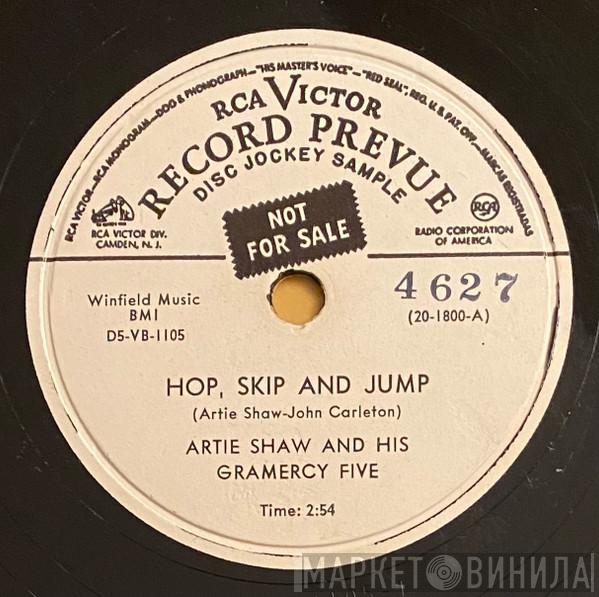 RCA VICTOR—RCA MONOGRAM—DOG & PHONOGRAPH—"HIS MASTER'S VOICE"—"RED SEAL", REG. U. S. PAT. OFF.—MARCAS REGISTRADAS
RCA VICTOR
RECORD PREVUE
DISC JOCKEY SAMPLE
RCA VICTOR DIV.
CAMDEN, N. J.
RCA
RADIO CORPORATION
OF AMERICA
NOT
FOR SALE
Winfield Music
BMI
D5-VB-1105
4627
(20-1800-A)
HOP, SKIP AND JUMP
(Artie Shaw-John Carleton)
ARTIE SHAW AND HIS
GRAMERCY FIVE
Time: 2:54
МАРКЕТ ВИНИЛА